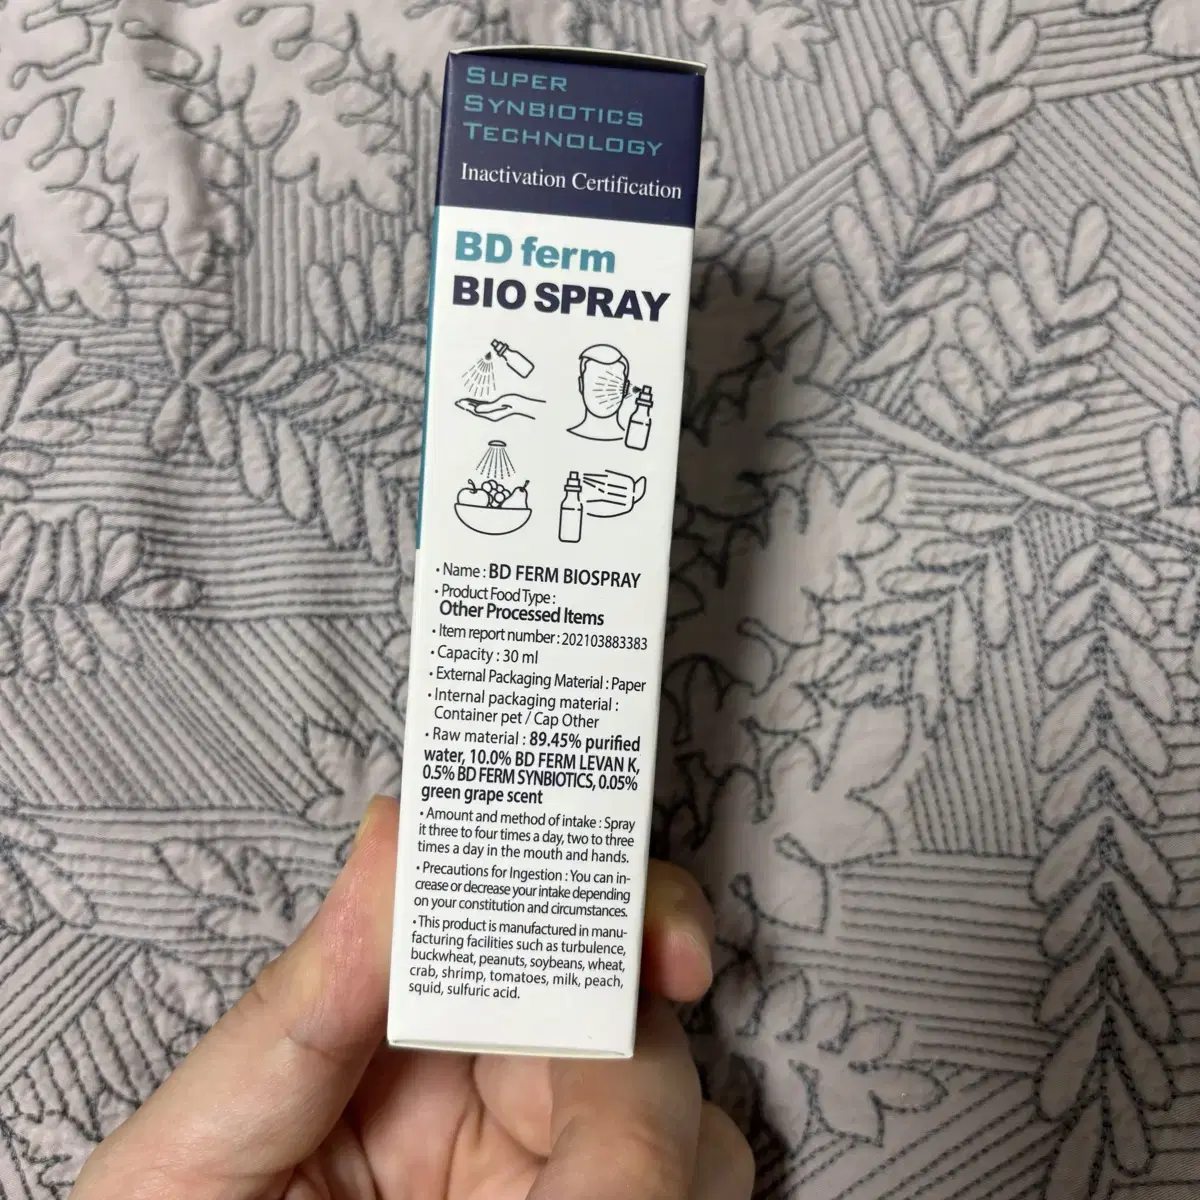 SUPER
SYNBIOTICS
TECHNOLOGY
Inactivation Certification
BD ferm
BIO SPRAY
• Name : BD FERM BIOSPRAY
• Product Food Type :
Other Processed Items
• Item report number : 202103883383
• Capacity : 30 ml
• External Packaging Material : Paper
• Internal packaging material :
Container pet / Cap Other
• Raw material : 89.45% purified
water, 10.0% BD FERM LEVAN K,
0.5% BD FERM SYNBIOTICS, 0.05%
green grape scent
• Amount and method of intake : Spray
it three to four times a day, two to three
times a day in the mouth and hands.
• Precautions for Ingestion : You can in-
crease or decrease your intake depending
on your constitution and circumstances.
• This product is manufactured in manu-
facturing facilities such as turbulence,
buckwheat, peanuts, soybeans, wheat,
crab, shrimp, tomatoes, milk, peach,
squid, sulfuric acid.